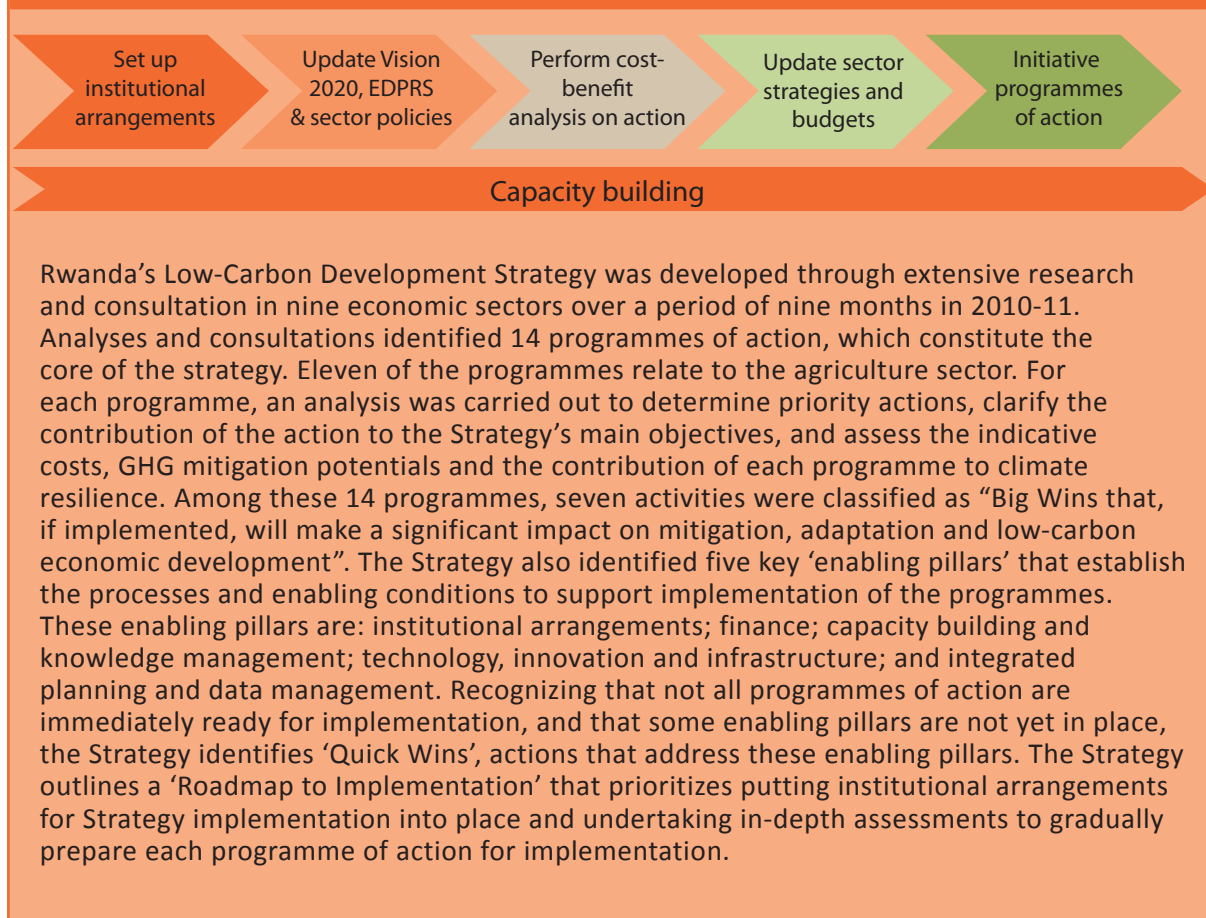 Set up
institutional
arrangements
Update Vision
2020, EDPRS
& sector policies
Perform cost-
benefit
analysis on action
Update sector
strategies and
budgets
Initiative
programmes
of action
Capacity building
Rwanda’s Low-Carbon Development Strategy was developed through extensive research
and consultation in nine economic sectors over a period of nine months in 2010-11.
Analyses and consultations identified 14 programmes of action, which constitute the
core of the strategy. Eleven of the programmes relate to the agriculture sector. For
each programme, an analysis was carried out to determine priority actions, clarify the
contribution of the action to the Strategy’s main objectives, and assess the indicative
costs, GHG mitigation potentials and the contribution of each programme to climate
resilience. Among these 14 programmes, seven activities were classified as “Big Wins that,
if implemented, will make a significant impact on mitigation, adaptation and low-carbon
economic development”. The Strategy also identified five key ‘enabling pillars’ that establish
the processes and enabling conditions to support implementation of the programmes.
These enabling pillars are: institutional arrangements; finance; capacity building and
knowledge management; technology, innovation and infrastructure; and integrated
planning and data management. Recognizing that not all programmes of action are
immediately ready for implementation, and that some enabling pillars are not yet in place,
the Strategy identifies ‘Quick Wins’, actions that address these enabling pillars. The Strategy
outlines a ‘Roadmap to Implementation’ that prioritizes putting institutional arrangements
for Strategy implementation into place and undertaking in-depth assessments to gradually
prepare each programme of action for implementation.